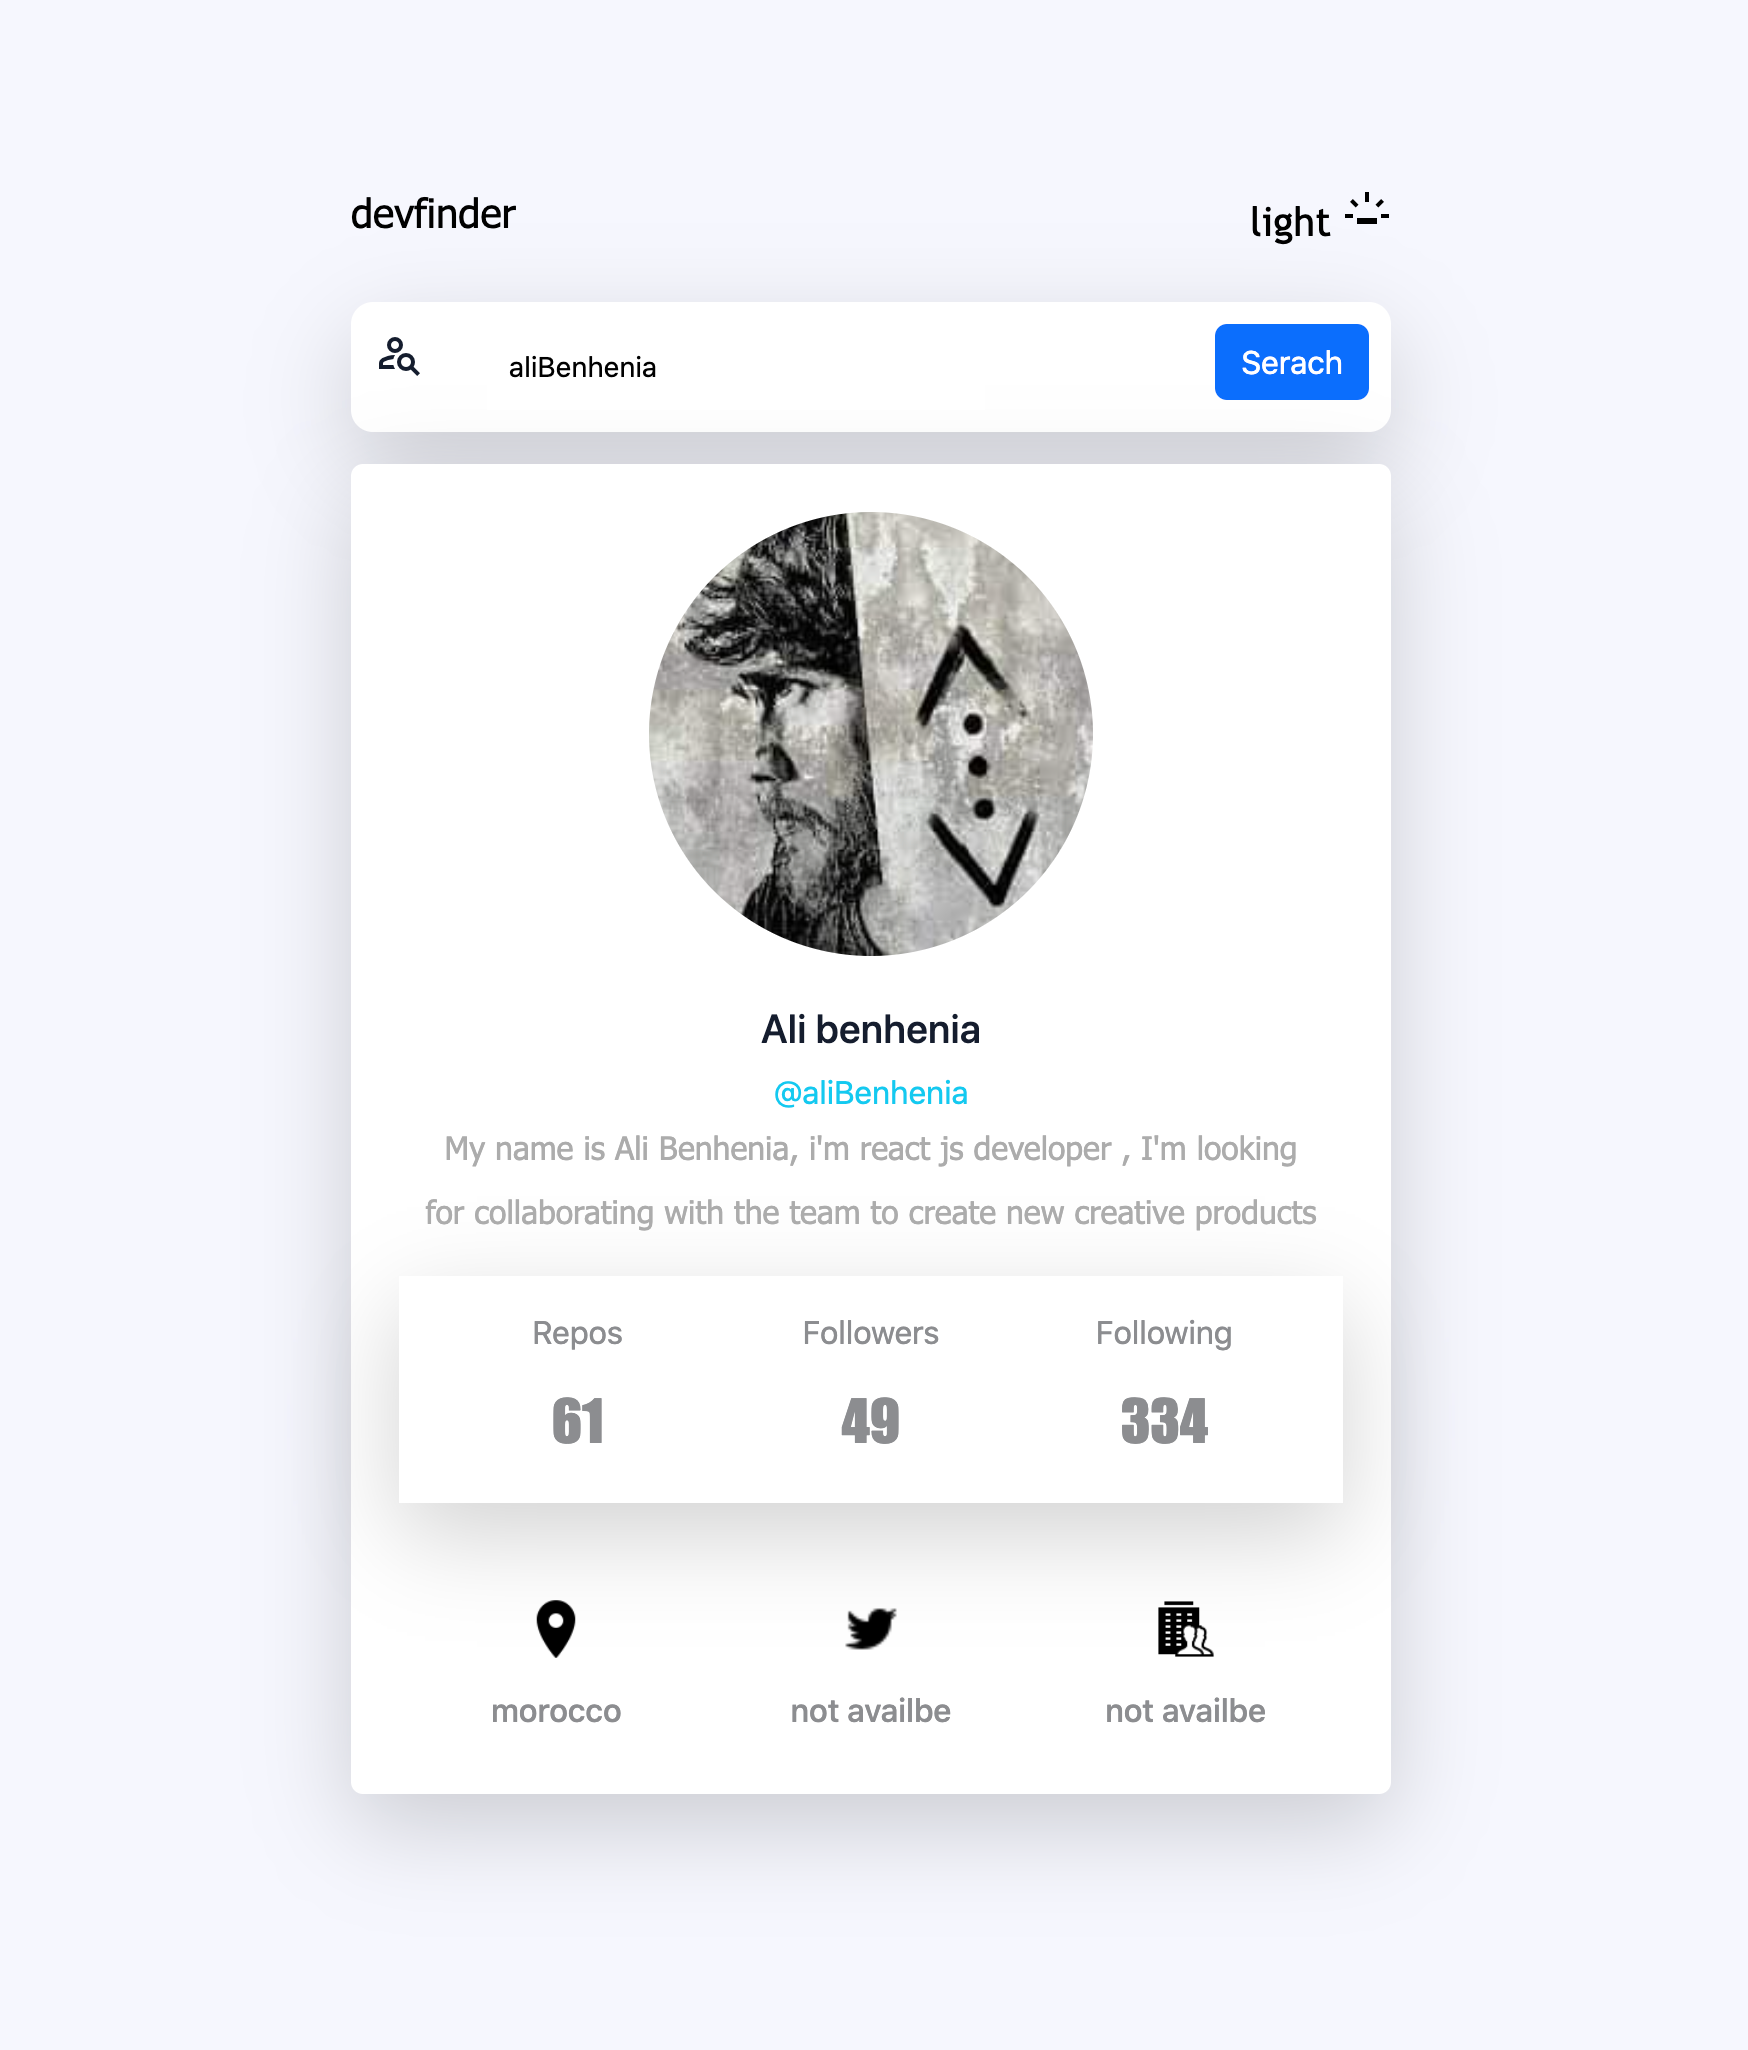 devfinder
light
aliBenhenia
Serach
Ali benhenia
@aliBenhenia
My name is Ali Benhenia, i'm react js developer , I'm looking
for collaborating with the team to create new creative products
Repos Followers Following
61 49 334
morocco not availbe not availbe